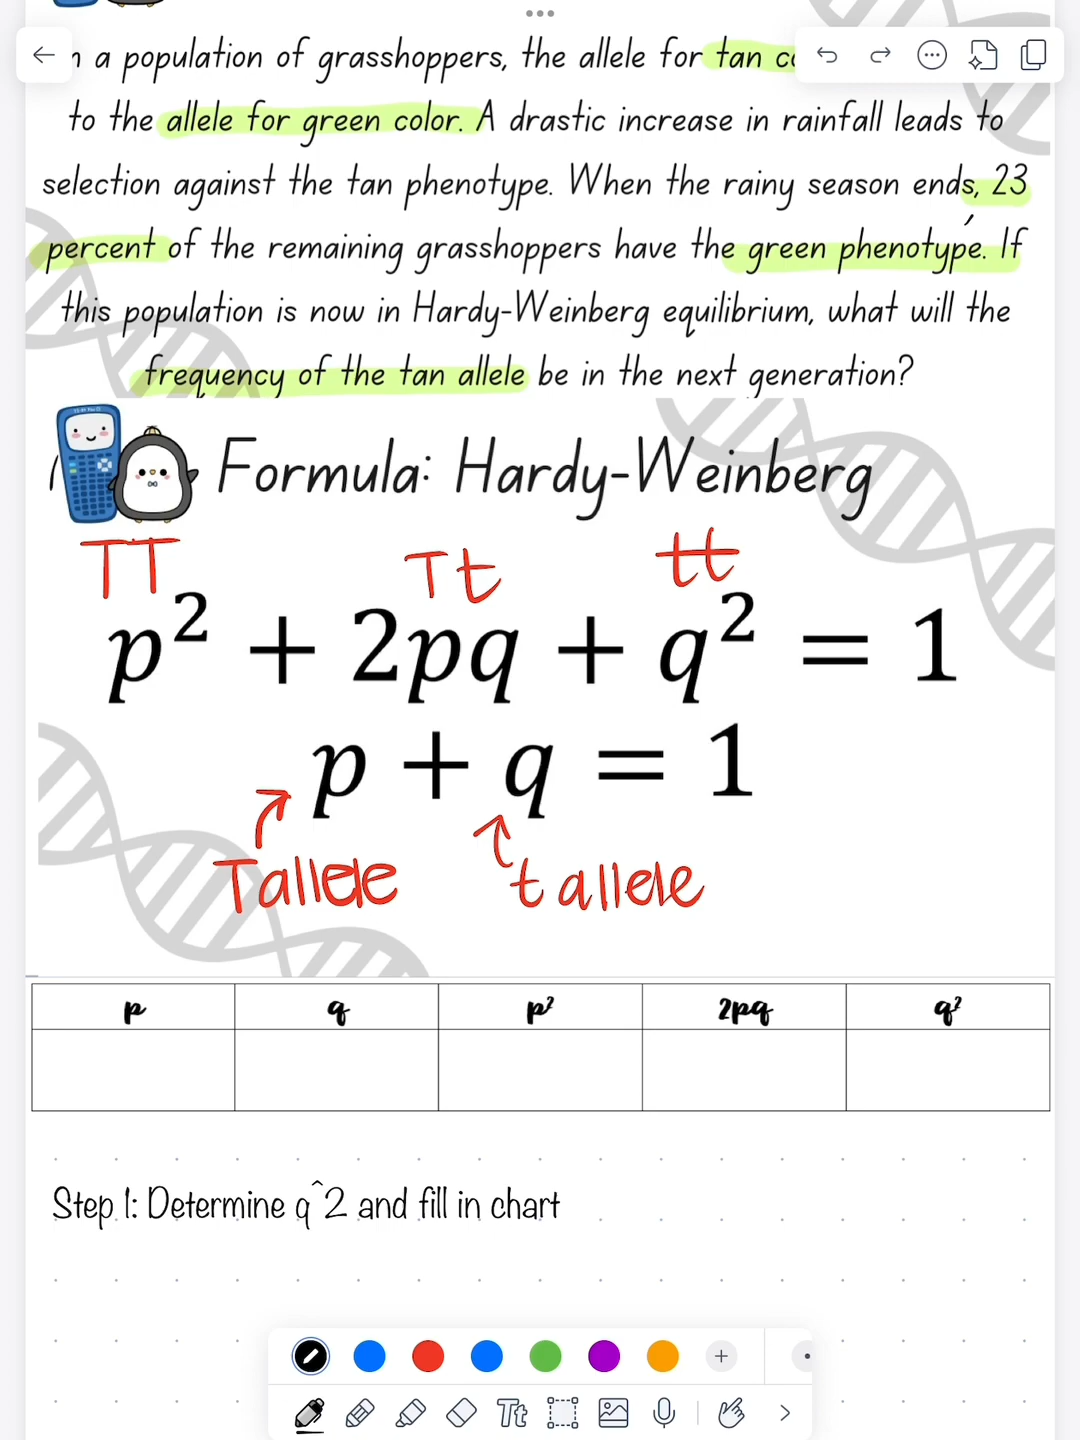 n a population of grasshoppers, the allele for tan
to the allele for green color. A drastic increase in rainfall leads to
selection against the tan phenotype. When the rainy season ends, 23
percent of the remaining grasshoppers have the green phenotype. If
this population is now in Hardy-Weinberg equilibrium, what will the
frequency of the tan allele be in the next generation?
Formula: Hardy-Weinberg
TT Tt tt
p² + 2pq + q² = 1
p + q = 1
T allele t allele
p q p² 2pq q²
Step 1: Determine q^2 and fill in chart
Tt